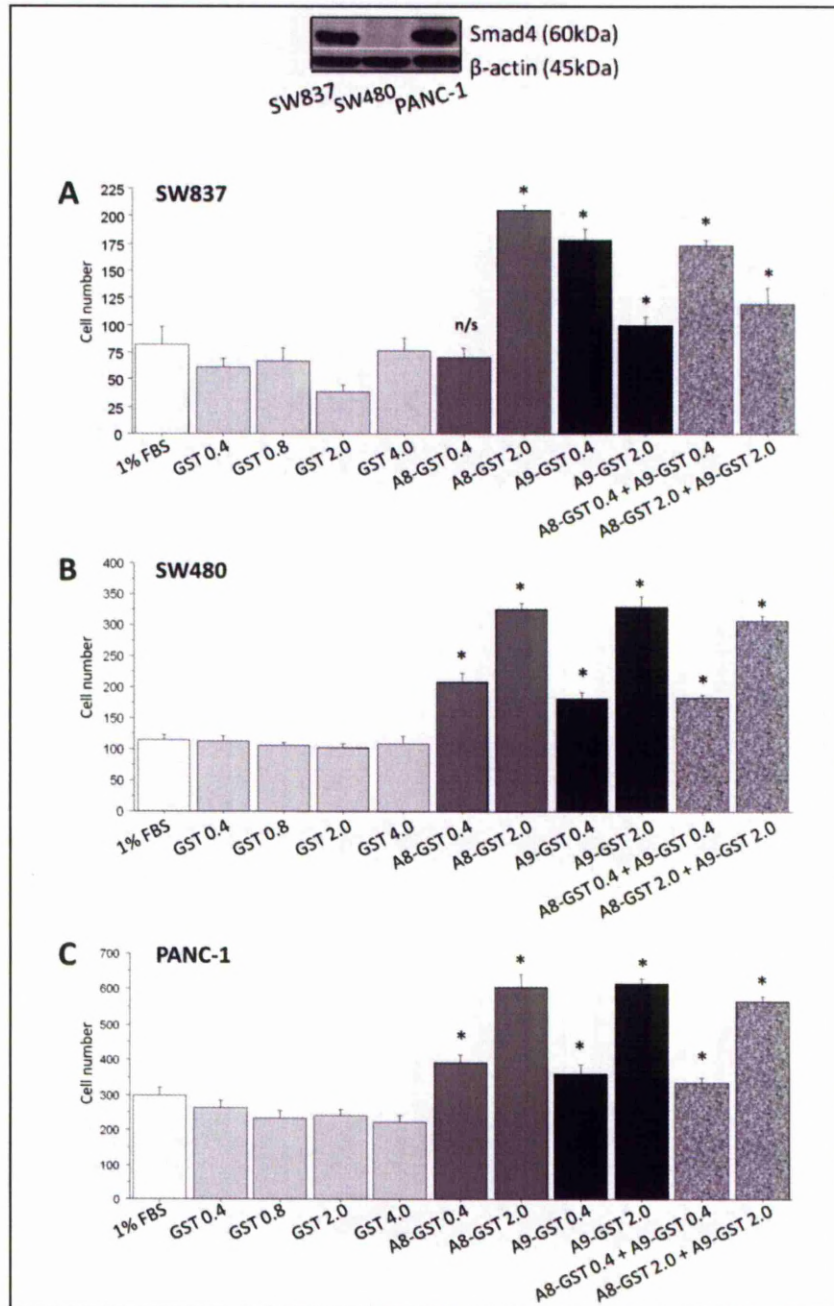 Smad4 (60kDa)
β-actin (45kDa)
SW837 SW480 PANC-1
A SW837
Cell number
225
200
175
150
125
100
75
50
25
0
n/s
*
*
*
*
*
1% FBS
GST 0.4
GST 0.8
GST 2.0
GST 4.0
A8-GST 0.4
A8-GST 2.0
A9-GST 0.4
A9-GST 2.0
A8-GST 0.4 + A9-GST 0.4
A8-GST 2.0 + A9-GST 2.0
B SW480
Cell number
400
350
300
250
200
150
100
50
0
*
*
*
*
*
*
1% FBS
GST 0.4
GST 0.8
GST 2.0
GST 4.0
A8-GST 0.4
A8-GST 2.0
A9-GST 0.4
A9-GST 2.0
A8-GST 0.4 + A9-GST 0.4
A8-GST 2.0 + A9-GST 2.0
C PANC-1
Cell number
700
600
500
400
300
200
100
0
*
*
*
*
*
*
1% FBS
GST 0.4
GST 0.8
GST 2.0
GST 4.0
A8-GST 0.4
A8-GST 2.0
A9-GST 0.4
A9-GST 2.0
A8-GST 0.4 + A9-GST 0.4
A8-GST 2.0 + A9-GST 2.0